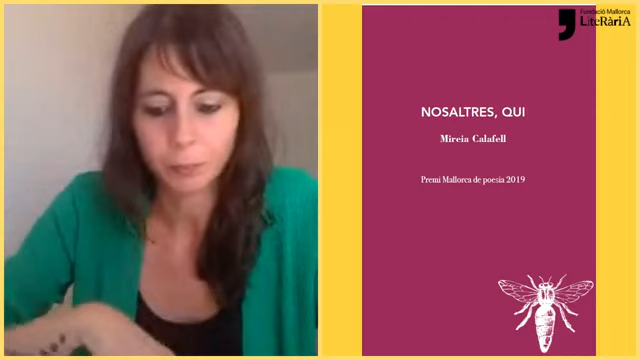 Fundació Mallorca
LiteRàriA
NOSALTRES, QUI
Mireia Calafell
Premi Mallorca de poesia 2019